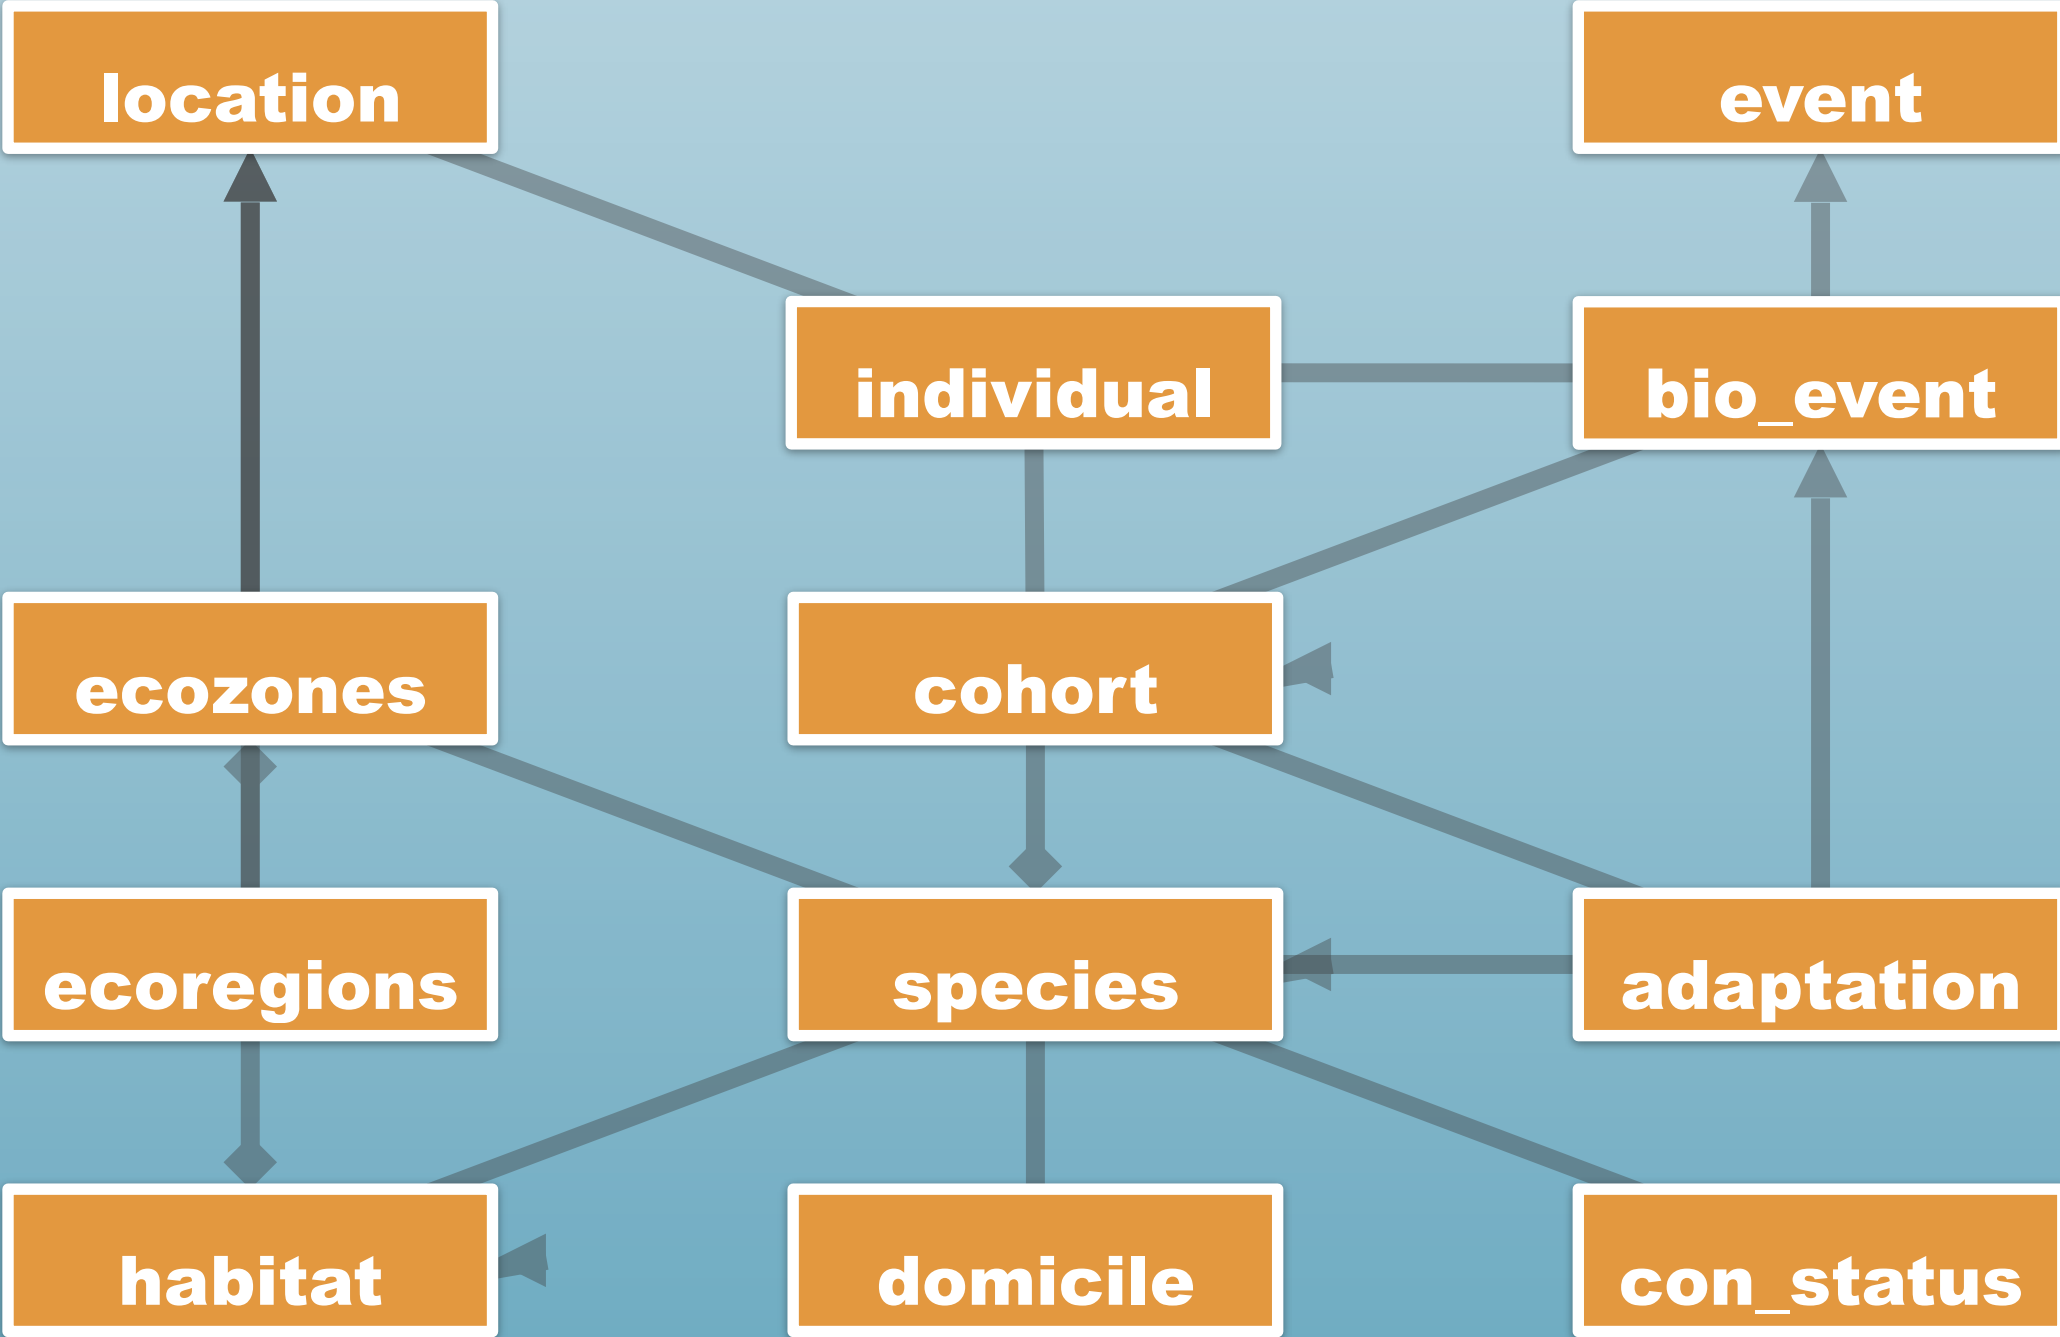 location
event
individual
bio_event
ecozones
cohort
ecoregions
species
adaptation
habitat
domicile
con_status